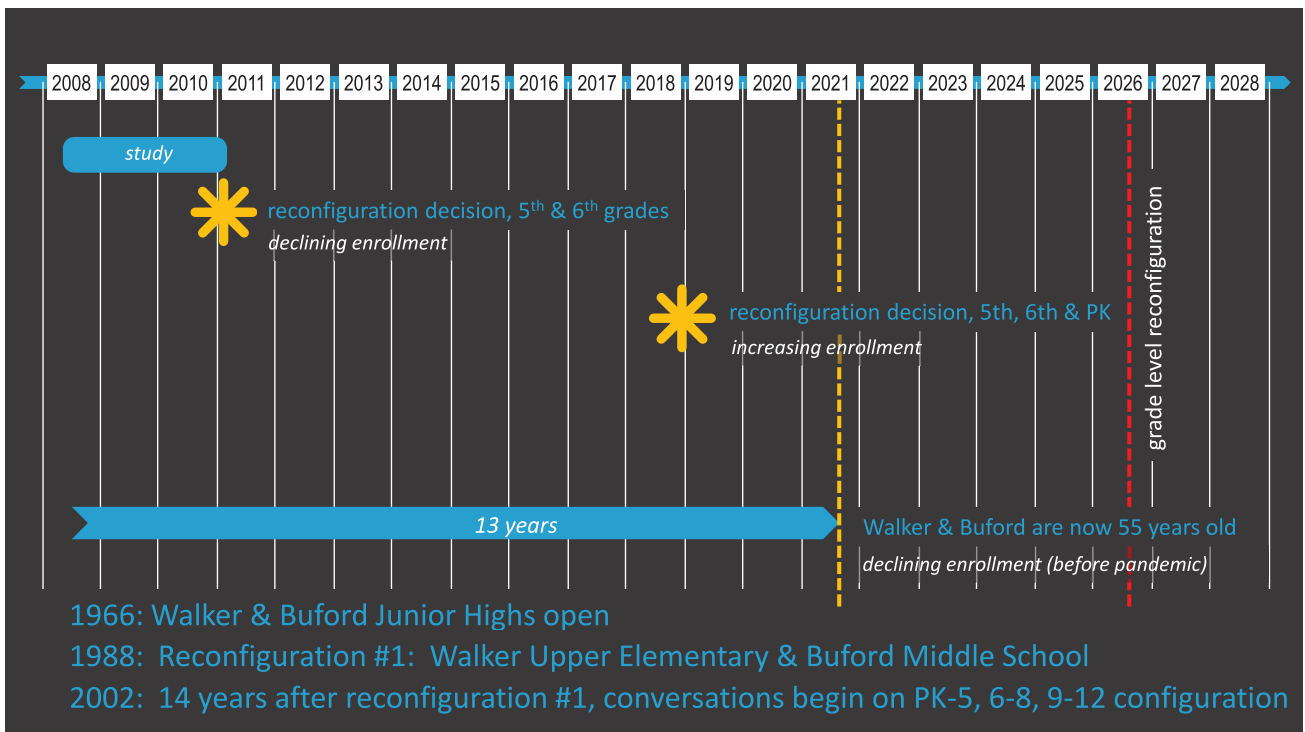 2008 2009 2010 2011 2012 2013 2014 2015 2016 2017 2018 2019 2020 2021 2022 2023 2024 2025 2026 2027 2028
study
reconfiguration decision, 5th & 6th grades
declining enrollment
reconfiguration decision, 5th, 6th & PK
increasing enrollment
grade level reconfiguration
13 years
Walker & Buford are now 55 years old
declining enrollment (before pandemic)
1966: Walker & Buford Junior Highs open
1988: Reconfiguration #1: Walker Upper Elementary & Buford Middle School
2002: 14 years after reconfiguration #1, conversations begin on PK-5, 6-8, 9-12 configuration